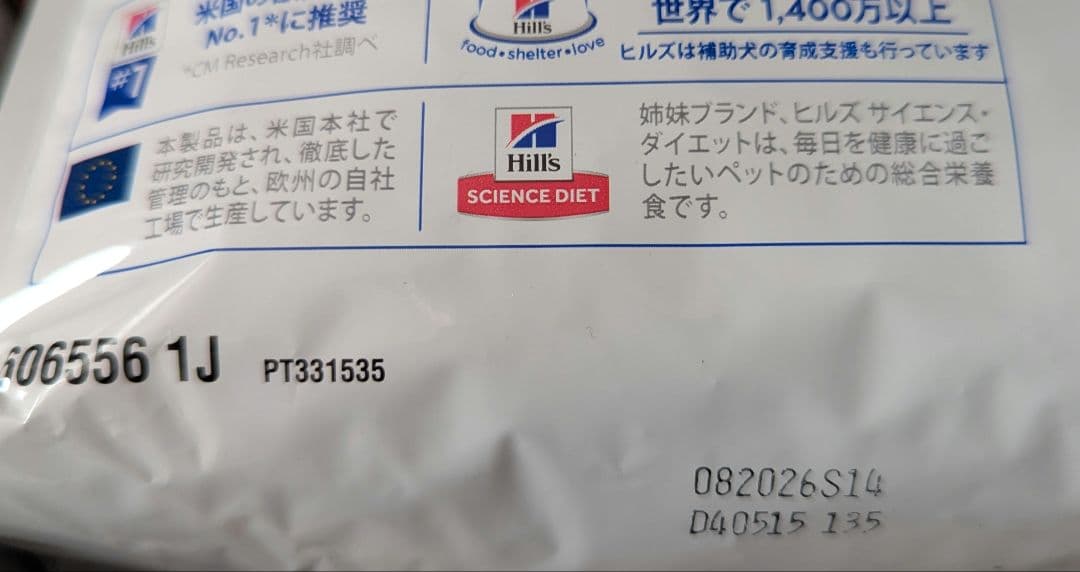 No.1*に推奨
*CM Research社調べ
Hill's
#1
Hill's
food•shelter•love
世界で1,400万以上
ヒルズは補助犬の育成支援も行っています
本製品は、米国本社で
研究開発され、徹底した
管理のもと、欧州の自社
工場で生産しています。
Hill's
SCIENCE DIET
姉妹ブランド、ヒルズ サイエンス・
ダイエットは、毎日を健康に過ご
したいペットのための総合栄養
食です。
606556 1J
PT331535
082026S14
D40515 135